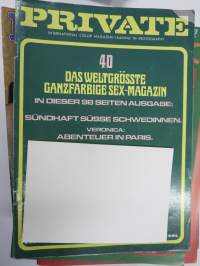 PRIVATE
INTERNATIONAL COLOR MAGAZINE LEADING IN SEXTOGRAPHY
40
DAS WELTGRÖSSTE
GANZFARBIGE SEX-MAGAZIN
IN DIESER 98 SEITEN AUSGABE:
SÜNDHAFT SÜSSE SCHWEDINNEN.
VERONICA:
ABENTEUER IN PARIS.